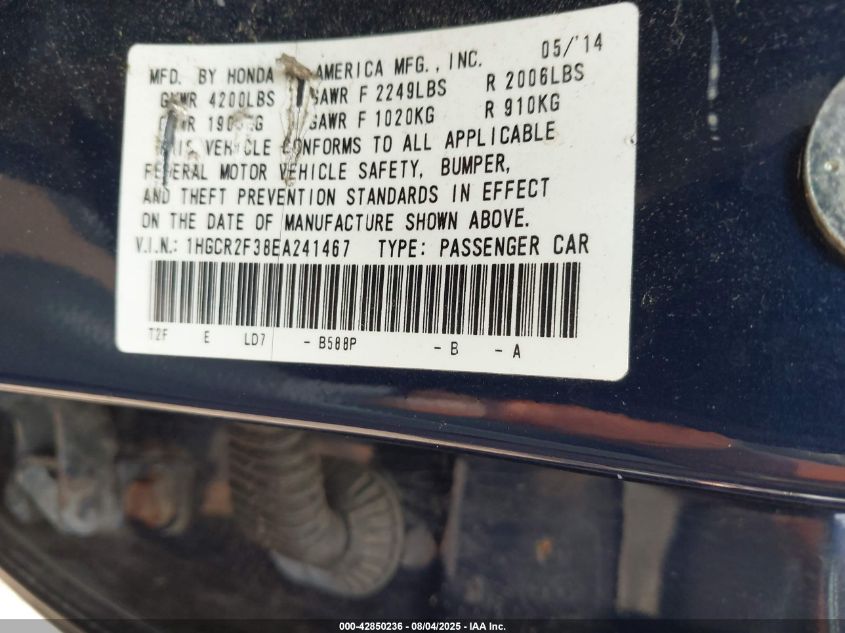 05/'14
MFD. BY HONDA AMERICA MFG., INC.
GVWR 4200LBS GAWR F 2249LBS R 2006LBS
GAWR F 1020KG R 910KG
THIS VEHICLE CONFORMS TO ALL APPLICABLE
FEDERAL MOTOR VEHICLE SAFETY, BUMPER,
AND THEFT PREVENTION STANDARDS IN EFFECT
ON THE DATE OF MANUFACTURE SHOWN ABOVE.
V.I.N.: 1HGCR2F38EA241467 TYPE: PASSENGER CAR
T2F E LD7 - B588P - B - A
000-42850236 - 08/04/2025 - IAA Inc.